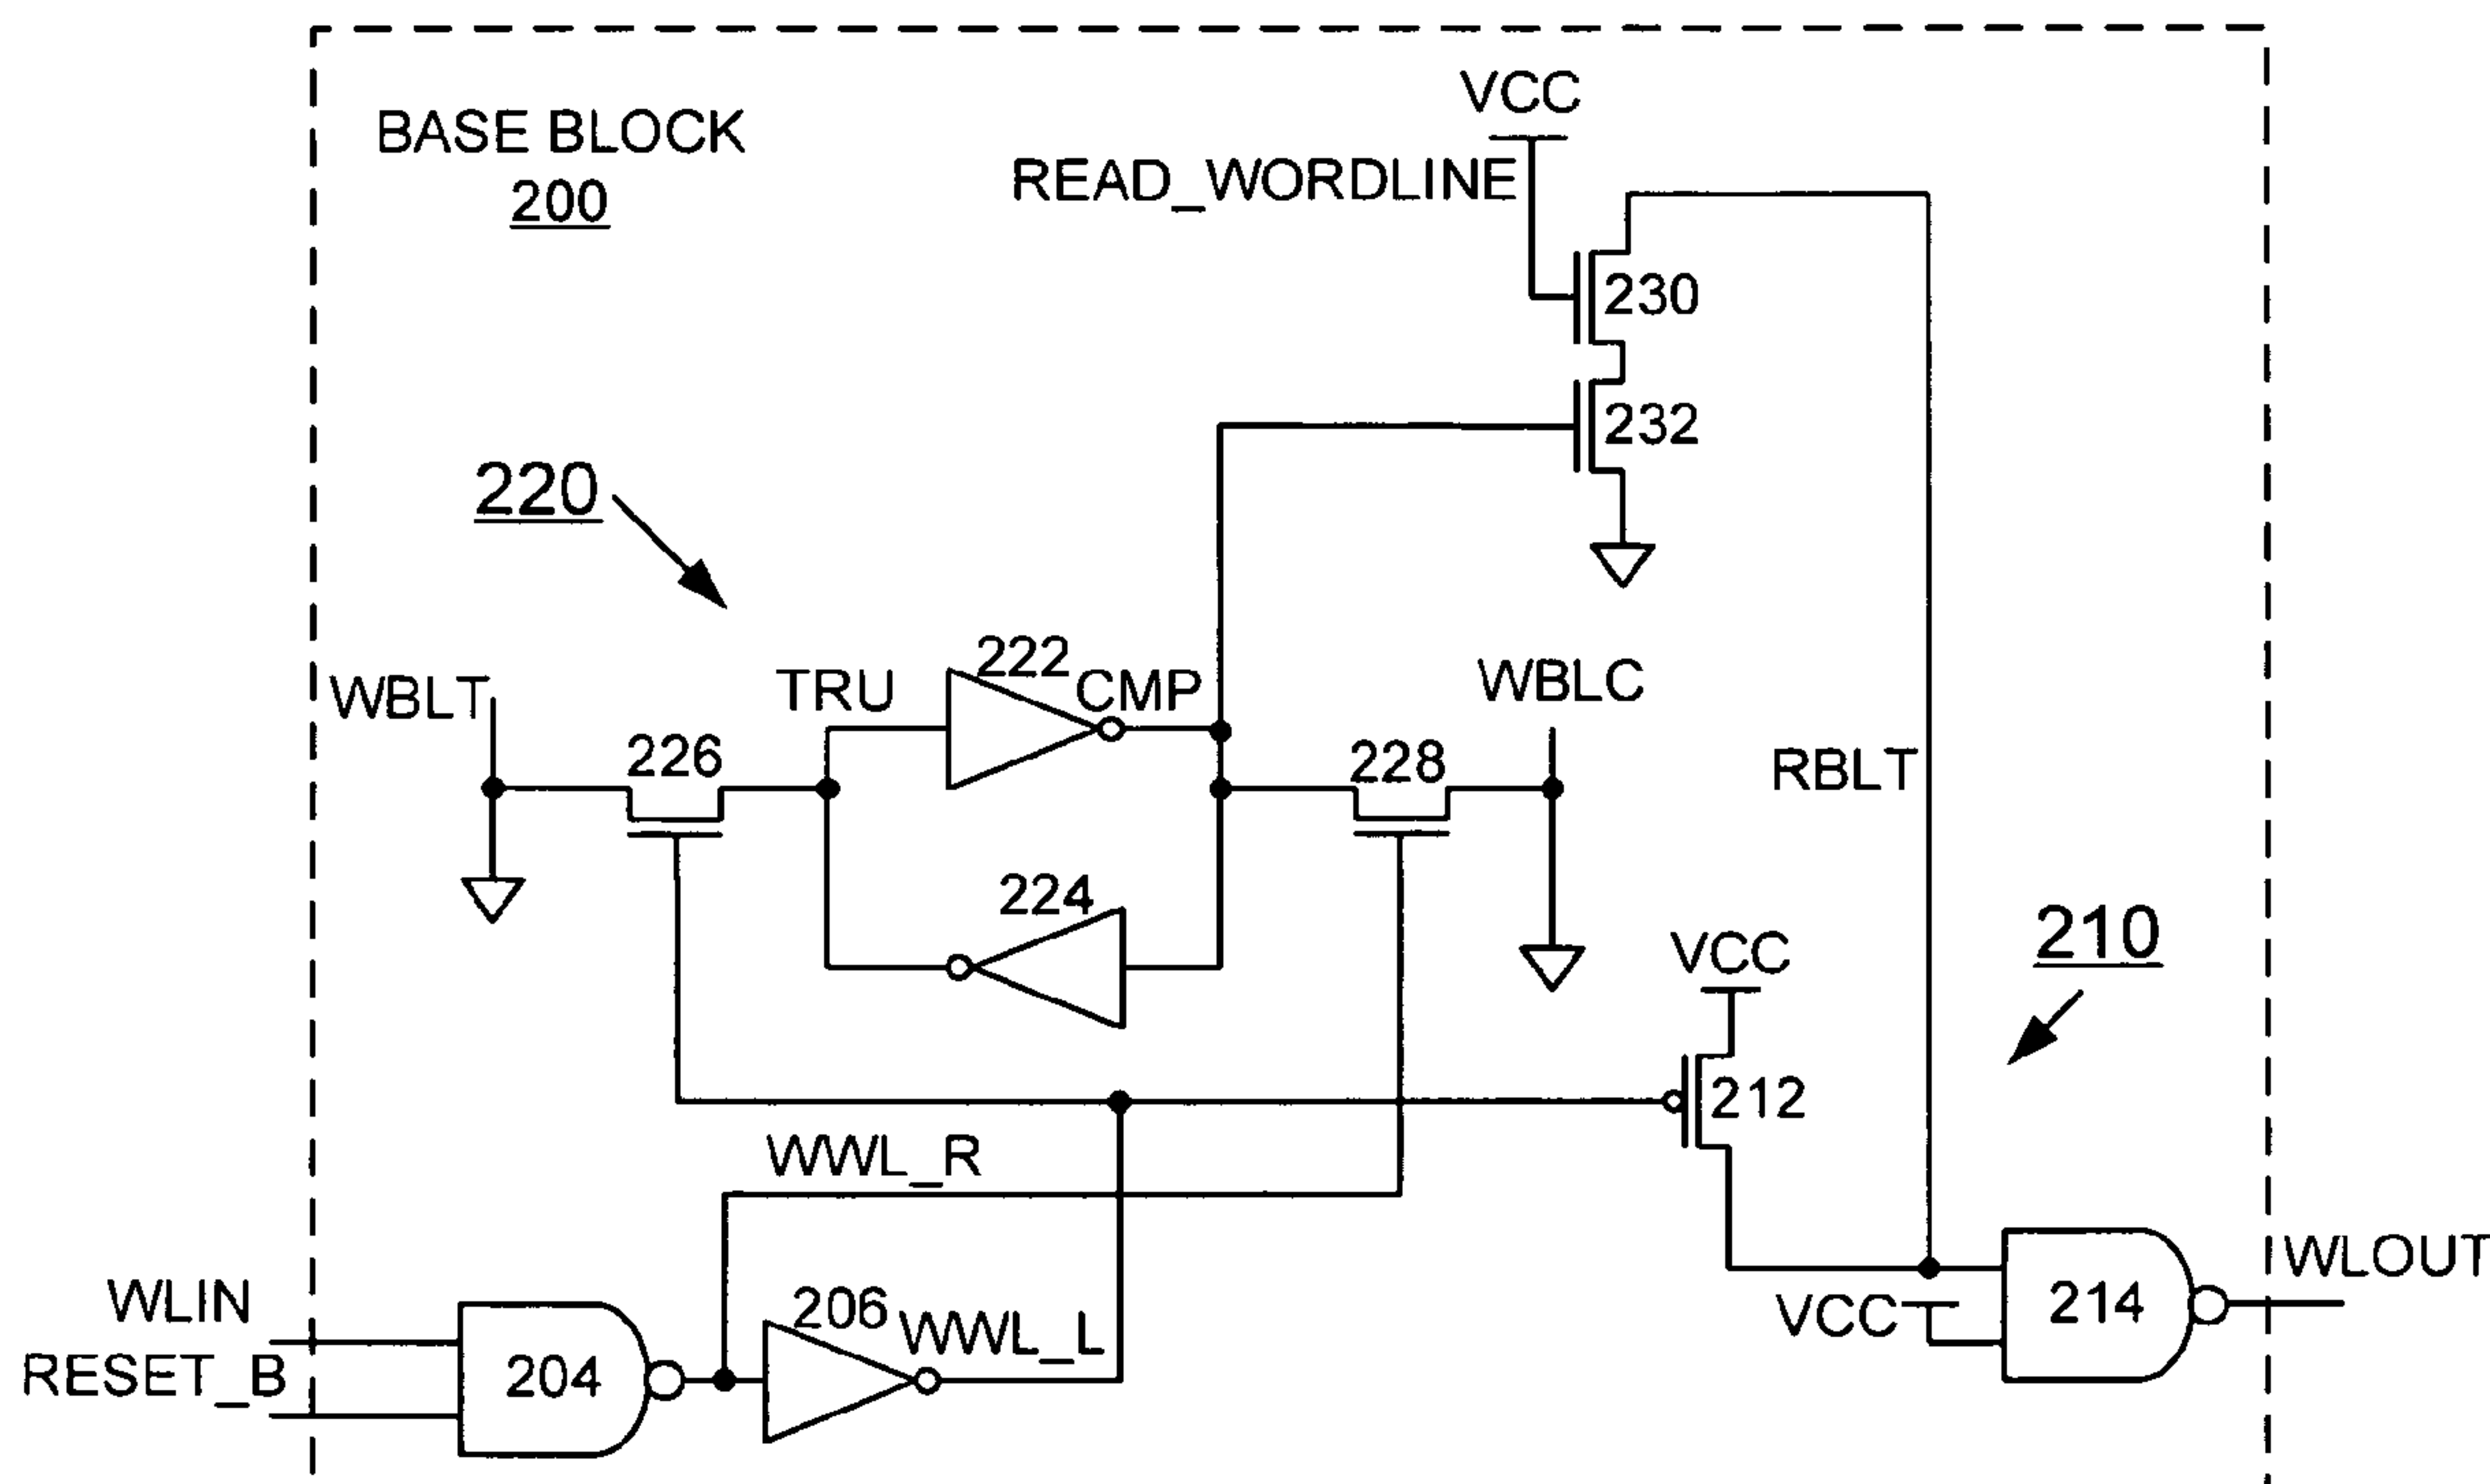 VCC
BASE BLOCK
READ_WORDLINE
200
230
232
220
222
WBLT
TRU
CMP
WBLC
226
228
RBLT
224
210
VCC
212
WWL_R
WLIN
206
WWL_L
WLOUT
VCC
214
RESET_B
204